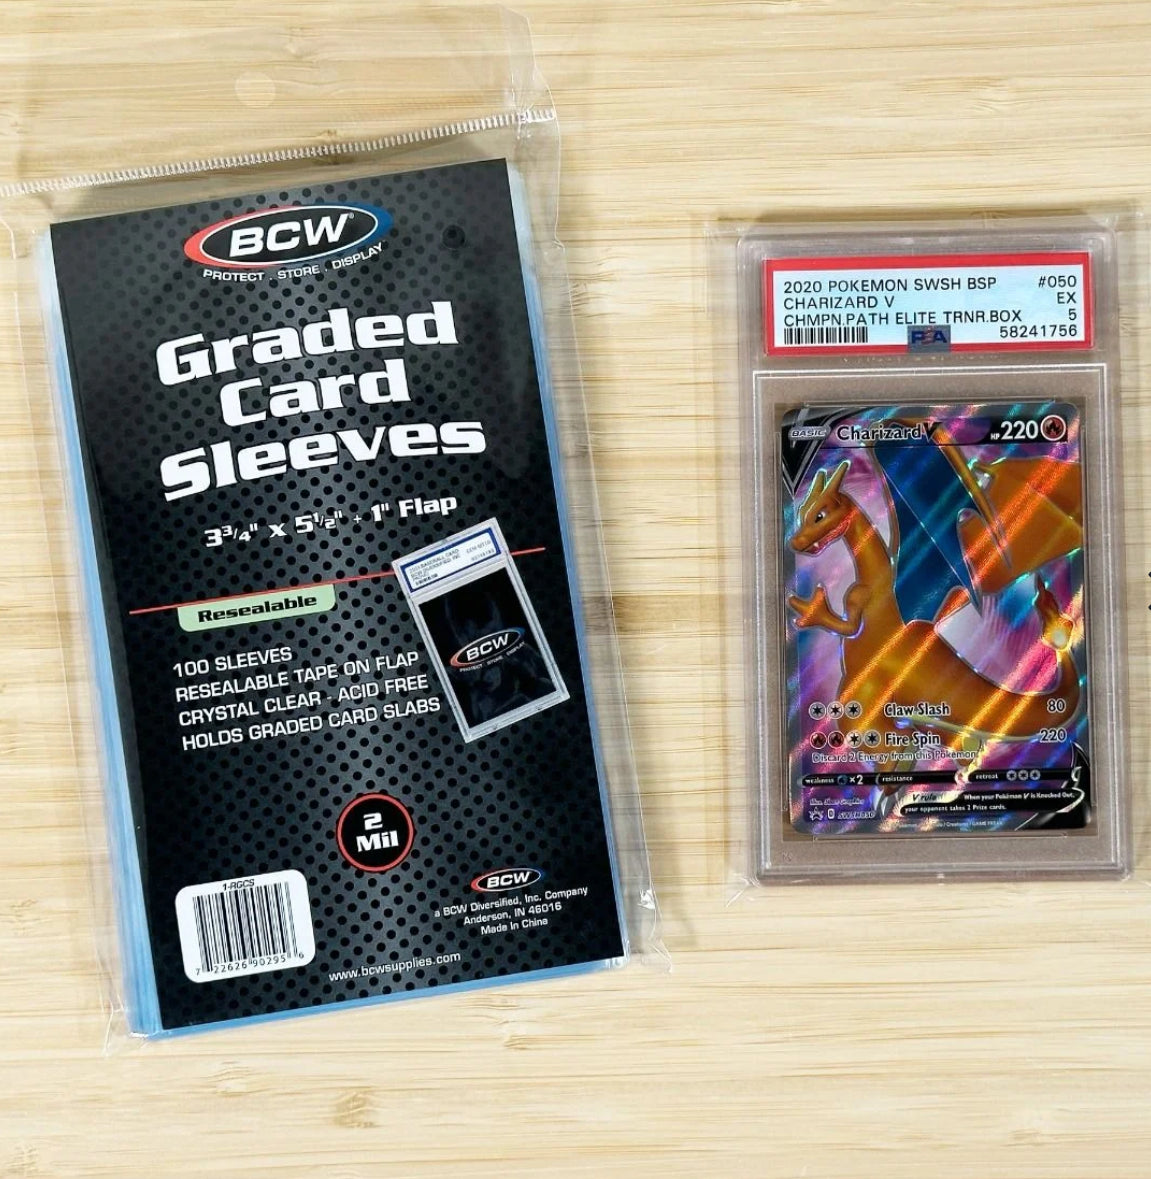 BCW®
PROTECT . STORE . DISPLAY
Graded
Card
Sleeves
3 3/4" x 5 1/2" + 1" Flap
Resealable
100 SLEEVES
RESEALABLE TAPE ON FLAP
CRYSTAL CLEAR - ACID FREE
HOLDS GRADED CARD SLABS
BCW
PROTECT . STORE . DISPLAY
2
Mil
1-RGCS
7 22626 90295 6
BCW
a BCW Diversified, Inc. Company
Anderson, IN 46016
Made In China
www.bcwsupplies.com
2020 POKEMON SWSH BSP #050
CHARIZARD V EX
CHMPN.PATH ELITE TRNR.BOX 5
PSA 58241756
BASIC Charizard V HP 220
Claw Slash 80
Fire Spin 220
Discard 2 Energy from this Pokémon.
weakness ×2 resistance retreat
V rule When your Pokémon V is Knocked Out,
your opponent takes 2 Prize cards.
SWSH050